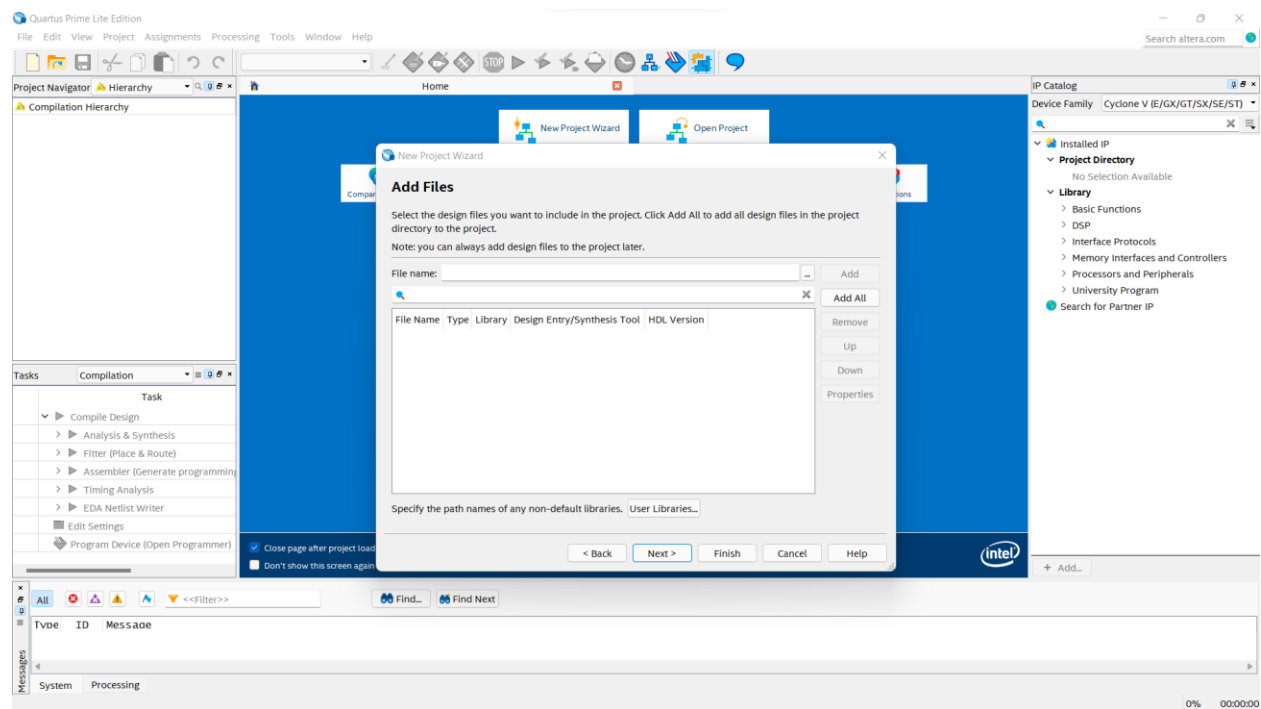 Quartus Prime Lite Edition
File Edit View Project Assignments Processing Tools Window Help
Search altera.com
STOP
Project Navigator Hierarchy
Compilation Hierarchy
Home
New Project Wizard
Open Project
Compar
ions
New Project Wizard
Add Files
Select the design files you want to include in the project. Click Add All to add all design files in the project
directory to the project.
Note: you can always add design files to the project later.
File name: ... Add
Add All
File Name Type Library Design Entry/Synthesis Tool HDL Version
Remove
Up
Down
Properties
Specify the path names of any non-default libraries. User Libraries...
< Back Next > Finish Cancel Help
Close page after project load
Don't show this screen again
intel
IP Catalog
Device Family Cyclone V (E/GX/GT/SX/SE/ST)
Installed IP
Project Directory
No Selection Available
Library
Basic Functions
DSP
Interface Protocols
Memory Interfaces and Controllers
Processors and Peripherals
University Program
Search for Partner IP
+ Add...
Tasks Compilation
Task
Compile Design
Analysis & Synthesis
Fitter (Place & Route)
Assembler (Generate programming
Timing Analysis
EDA Netlist Writer
Edit Settings
Program Device (Open Programmer)
All <<Filter>> Find... Find Next
Type ID Message
Messages
System Processing
0% 00:00:00